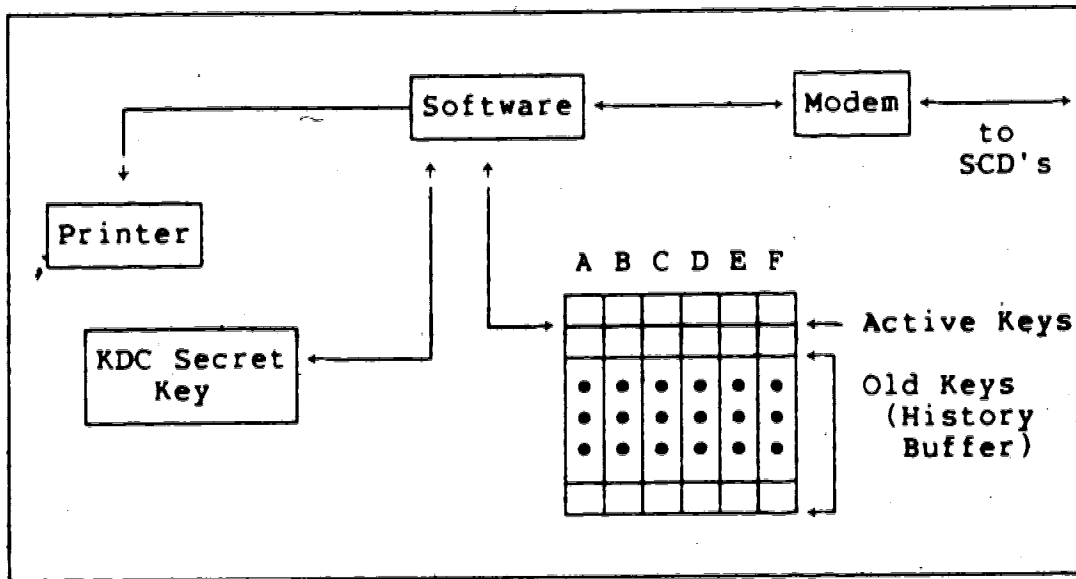 Software
Modem
to
SCD's
Printer
A B C D E F
Active Keys
KDC Secret
Key
Old Keys
(History
Buffer)